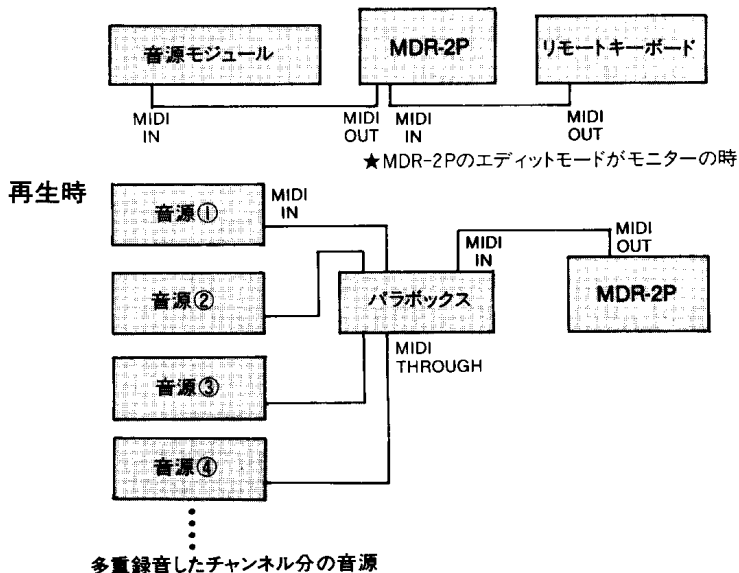 音源モジュール
MDR-2P
リモートキーボード
MIDI
IN
MIDI
OUT
MIDI
IN
MIDI
OUT
★MDR-2Pのエディットモードがモニターの時
再生時
音源①
MIDI
IN
音源②
音源③
音源④
パラボックス
MIDI
IN
MIDI
OUT
MDR-2P
MIDI
THROUGH
多重録音したチャンネル分の音源